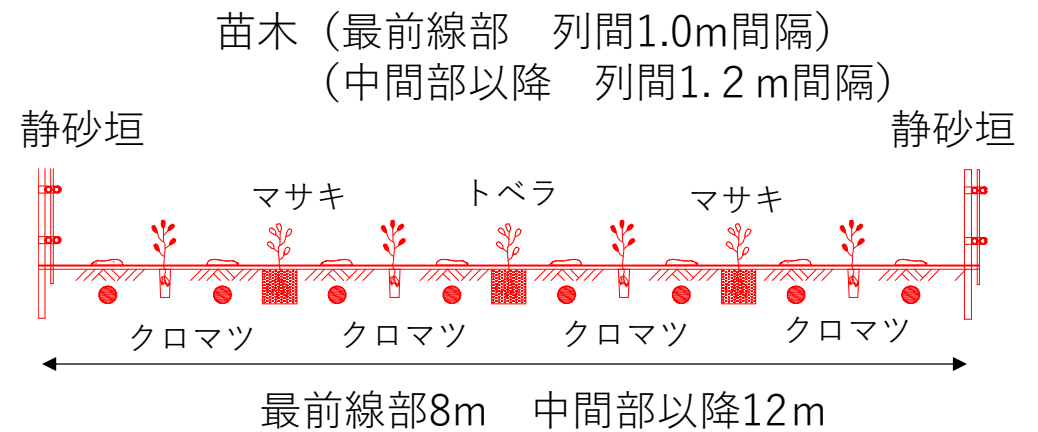 苗木（最前線部　列間1.0m間隔）
（中間部以降　列間1.２ｍ間隔）
静砂垣
静砂垣
マサキ
トベラ
マサキ
クロマツ
クロマツ
クロマツ
クロマツ
最前線部8m　中間部以降12ｍ